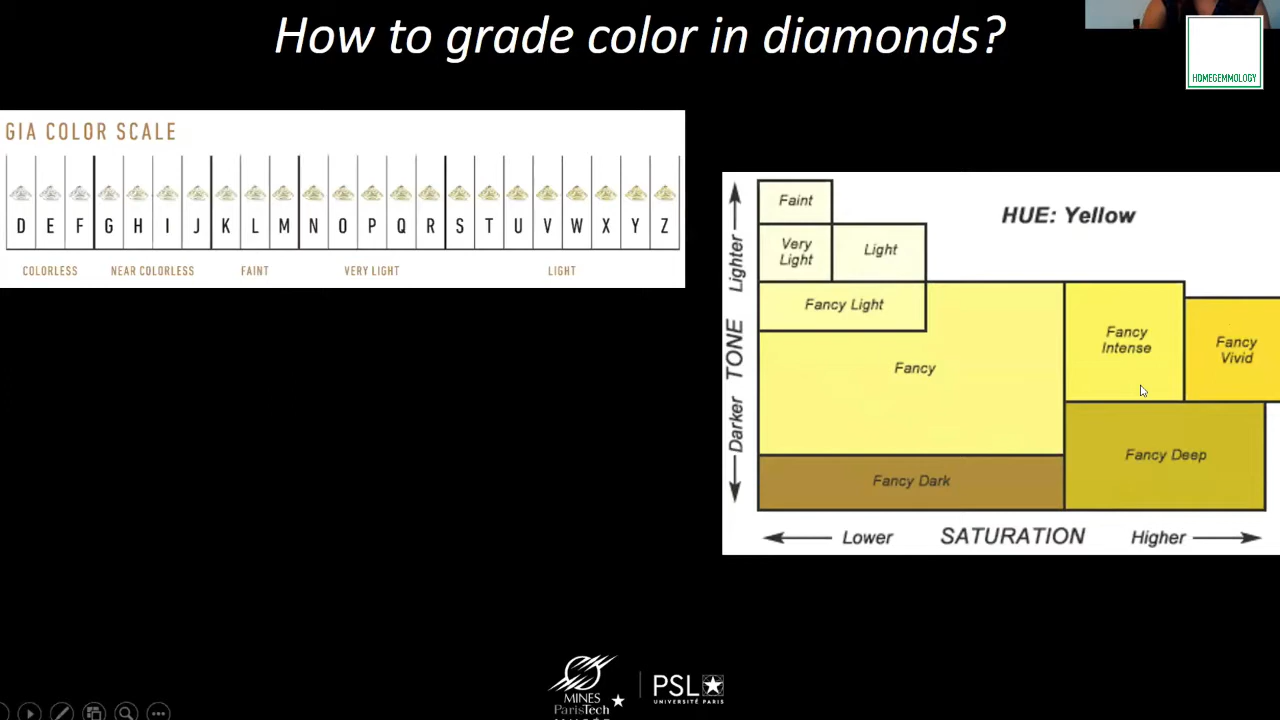 How to grade color in diamonds?
HOMEGEMMOLOGY
GIA COLOR SCALE
D E F G H I J K L M N O P Q R S T U V W X Y Z
COLORLESS NEAR COLORLESS FAINT VERY LIGHT LIGHT
HUE: Yellow
Faint
Very
Light
Light
Fancy Light
Fancy
Fancy
Intense
Fancy
Vivid
Fancy Deep
Fancy Dark
Lighter
TONE
Darker
Lower SATURATION Higher
MINES
ParisTech
PSL
UNIVERSITÉ PARIS